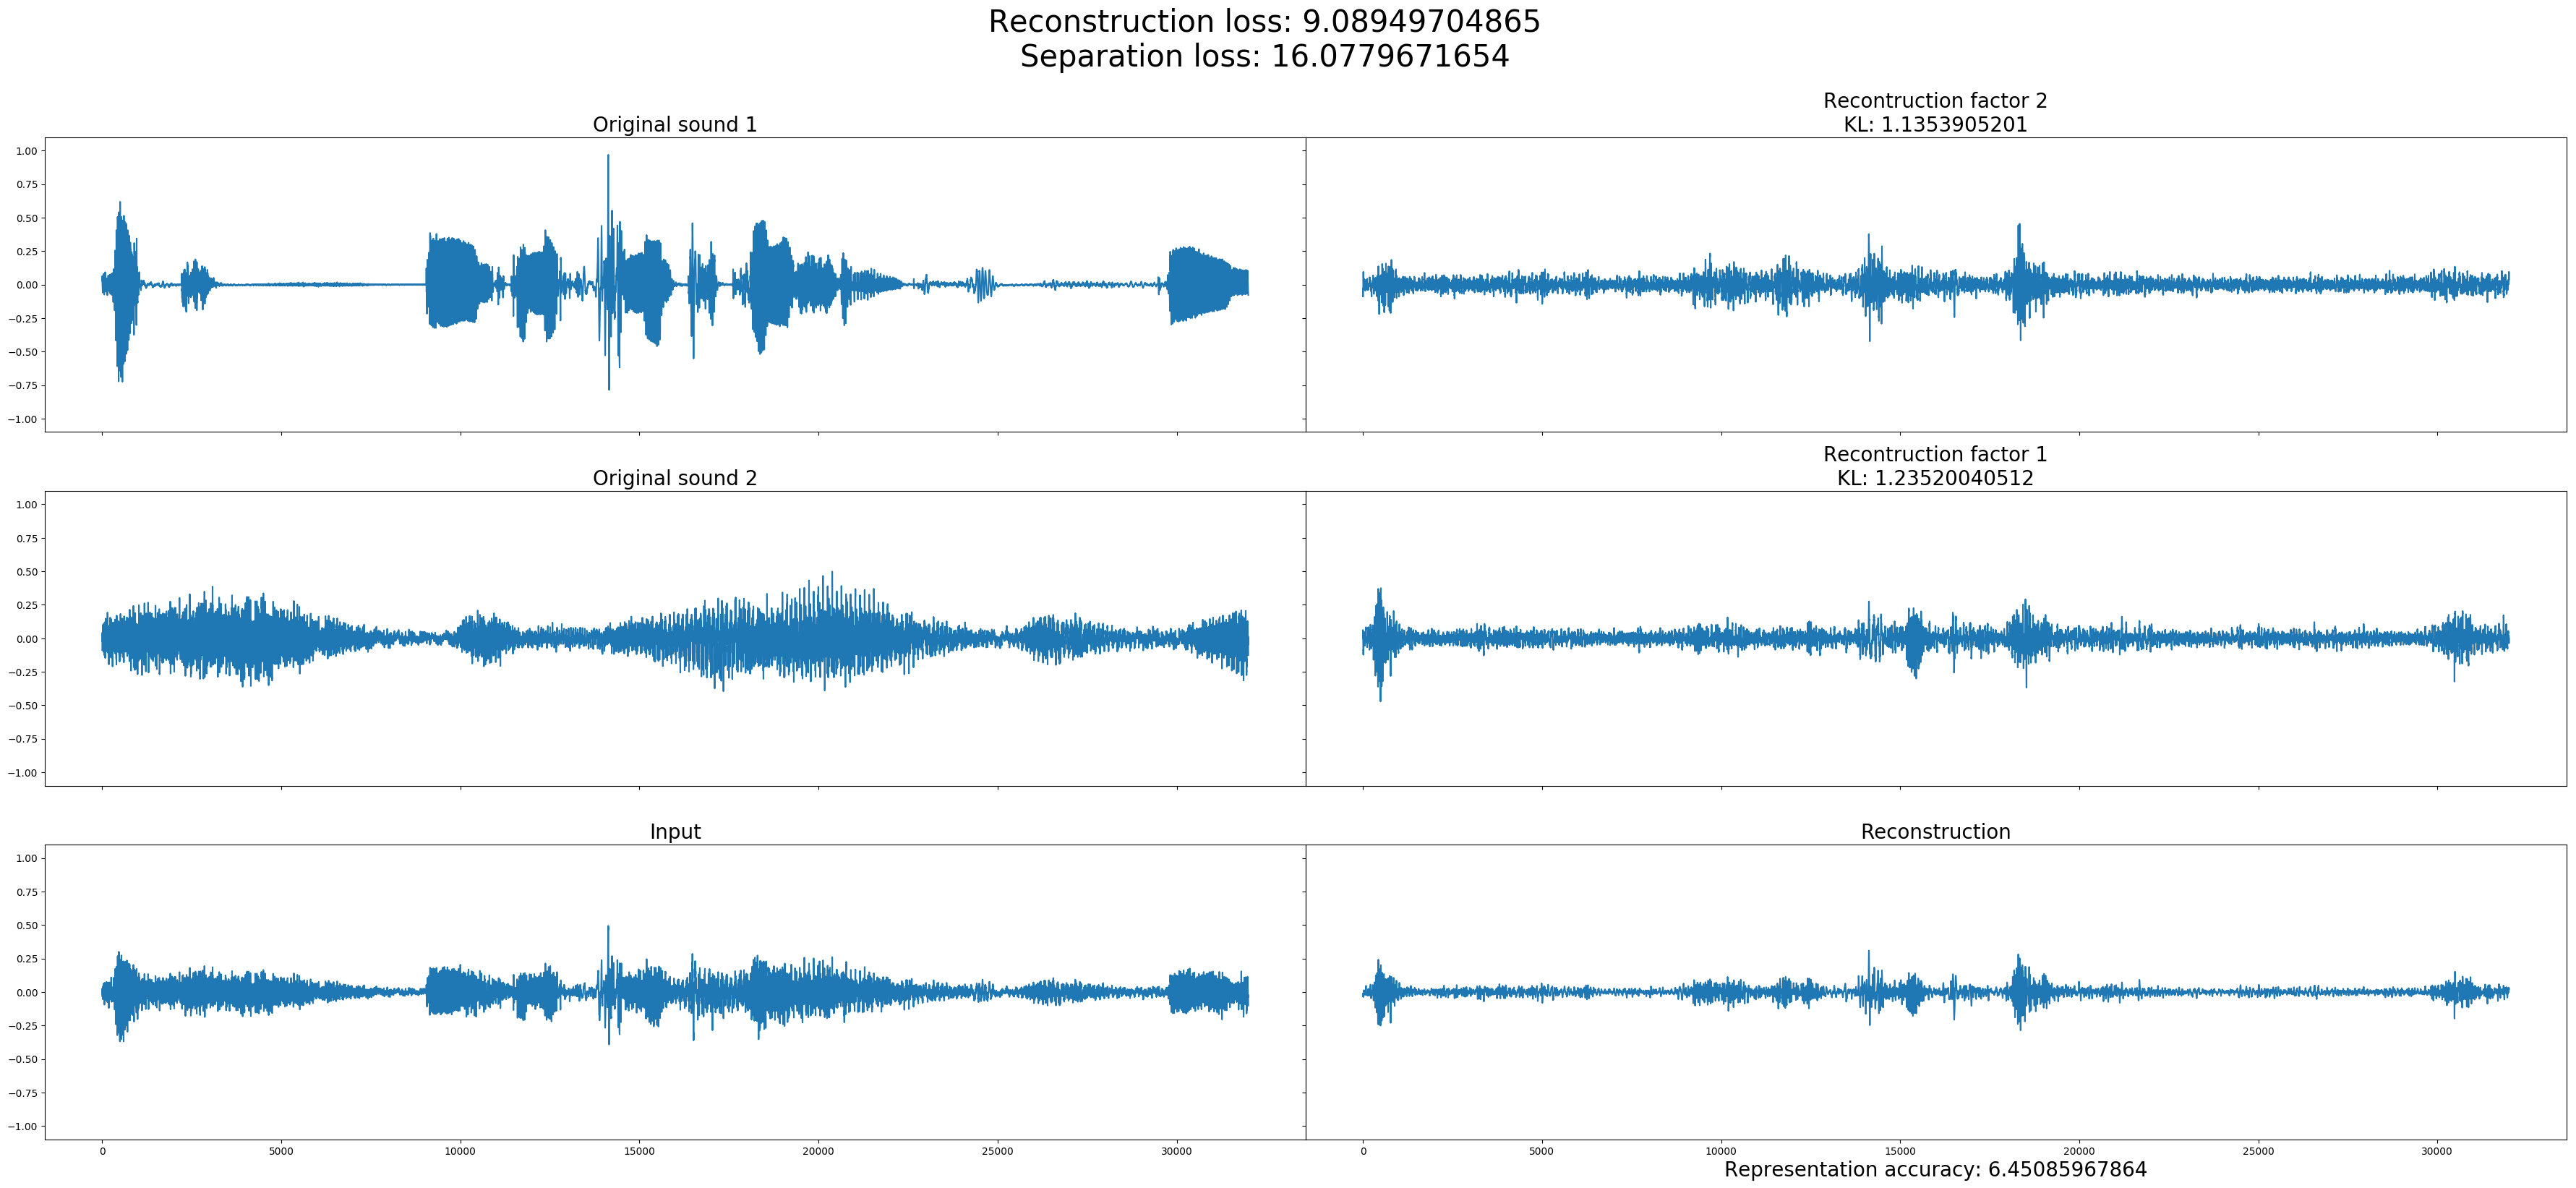 Reconstruction loss: 9.08949704865
Separation loss: 16.0779671654
Original sound 1
Recontruction factor 2
KL: 1.1353905201
1.00
0.75
0.50
0.25
0.00
−0.25
−0.50
−0.75
−1.00
Original sound 2
Recontruction factor 1
KL: 1.23520040512
1.00
0.75
0.50
0.25
0.00
−0.25
−0.50
−0.75
−1.00
Input
Reconstruction
1.00
0.75
0.50
0.25
0.00
−0.25
−0.50
−0.75
−1.00
0 5000 10000 15000 20000 25000 30000
0 5000 10000 15000 20000 25000 30000
Representation accuracy: 6.45085967864